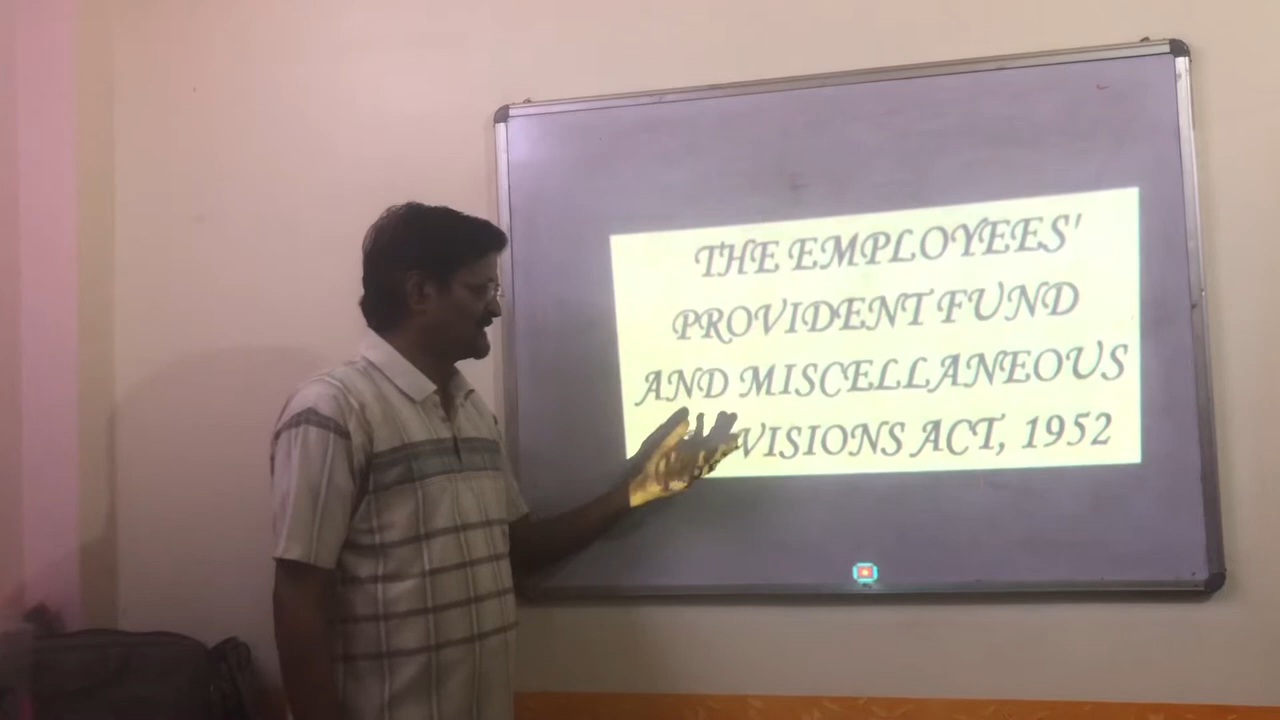 THE EMPLOYEES'
PROVIDENT FUND
AND MISCELLANEOUS
VISIONS ACT, 1952